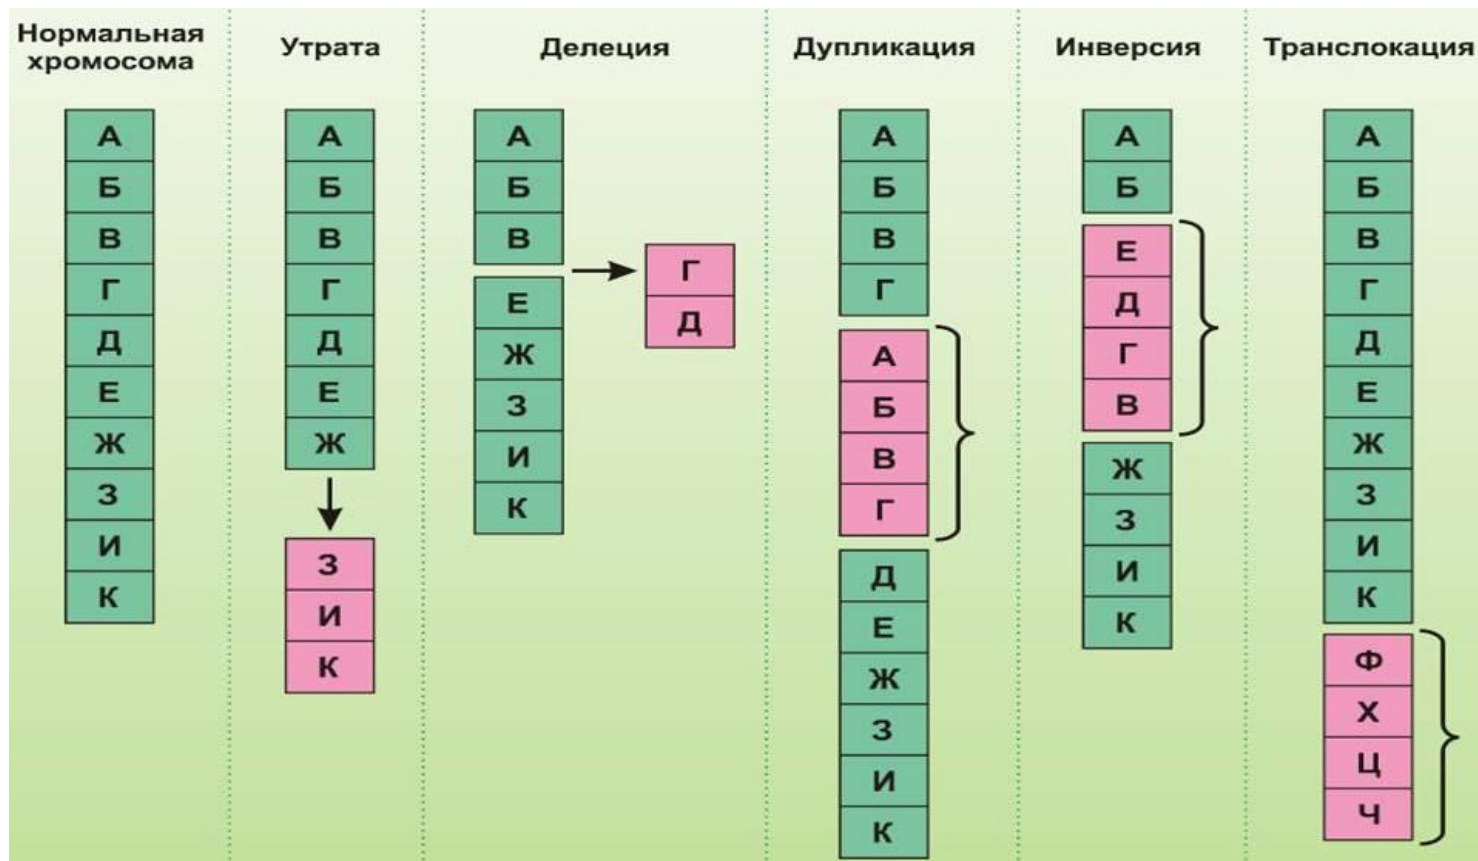 Нормальная
хромосома
А
Б
В
Г
Д
Е
Ж
З
И
К
Утрата
А
Б
В
Г
Д
Е
Ж
З
И
К
Делеция
А
Б
В
Е
Ж
З
И
К
Г
Д
Дупликация
А
Б
В
Г
А
Б
В
Г
Д
Е
Ж
З
И
К
Инверсия
А
Б
Е
Д
Г
В
Ж
З
И
К
Транслокация
А
Б
В
Г
Д
Е
Ж
З
И
К
Ф
Х
Ц
Ч